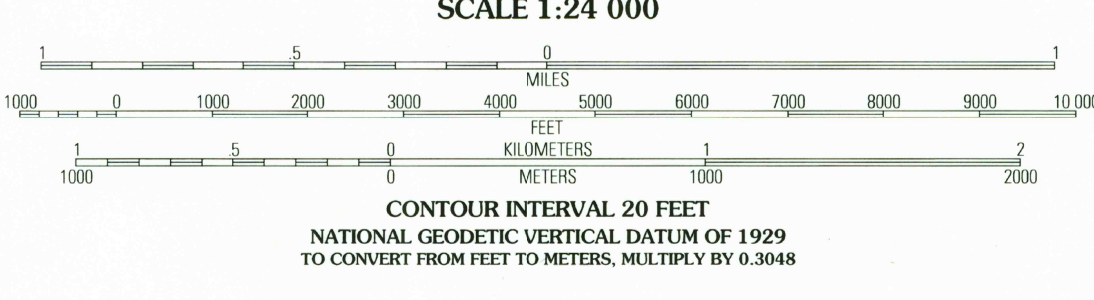 SCALE 1:24 000
1 .5 0 1
MILES
1000 0 1000 2000 3000 4000 5000 6000 7000 8000 9000 10 000
FEET
1 .5 0 KILOMETERS 1 2
1000 0 METERS 1000 2000
CONTOUR INTERVAL 20 FEET
NATIONAL GEODETIC VERTICAL DATUM OF 1929
TO CONVERT FROM FEET TO METERS, MULTIPLY BY 0.3048